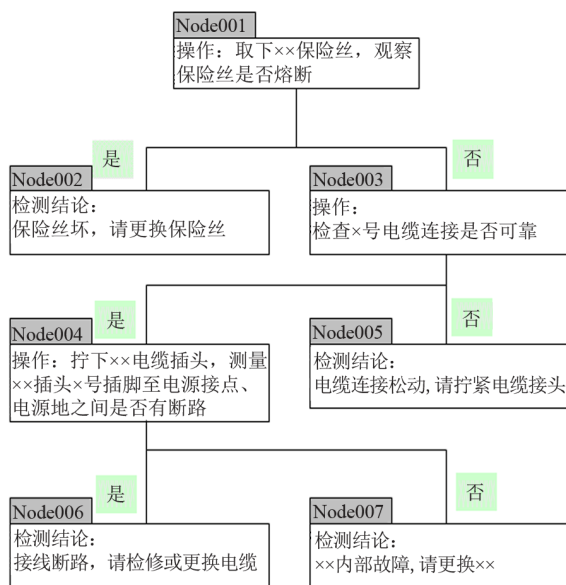 Node001
操作：取下××保险丝，观察
保险丝是否熔断
是
否
Node002
检测结论：
保险丝坏，请更换保险丝
Node003
操作：
检查×号电缆连接是否可靠
是
否
Node004
操作：拧下××电缆插头，测量
××插头×号插脚至电源接点、
电源地之间是否有断路
Node005
检测结论：
电缆连接松动,请拧紧电缆接头
是
否
Node006
检测结论：
接线断路，请检修或更换电缆
Node007
检测结论：
××内部故障,请更换××